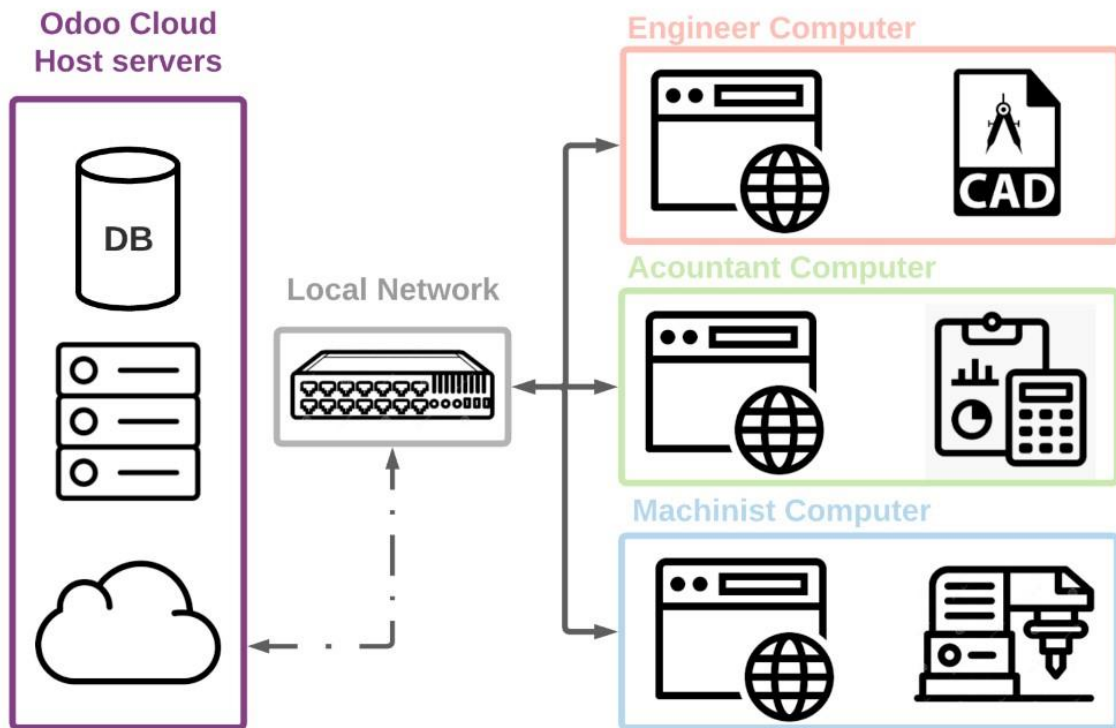 Odoo Cloud
Host servers
DB
Local Network
Engineer Computer
CAD
Acountant Computer
Machinist Computer